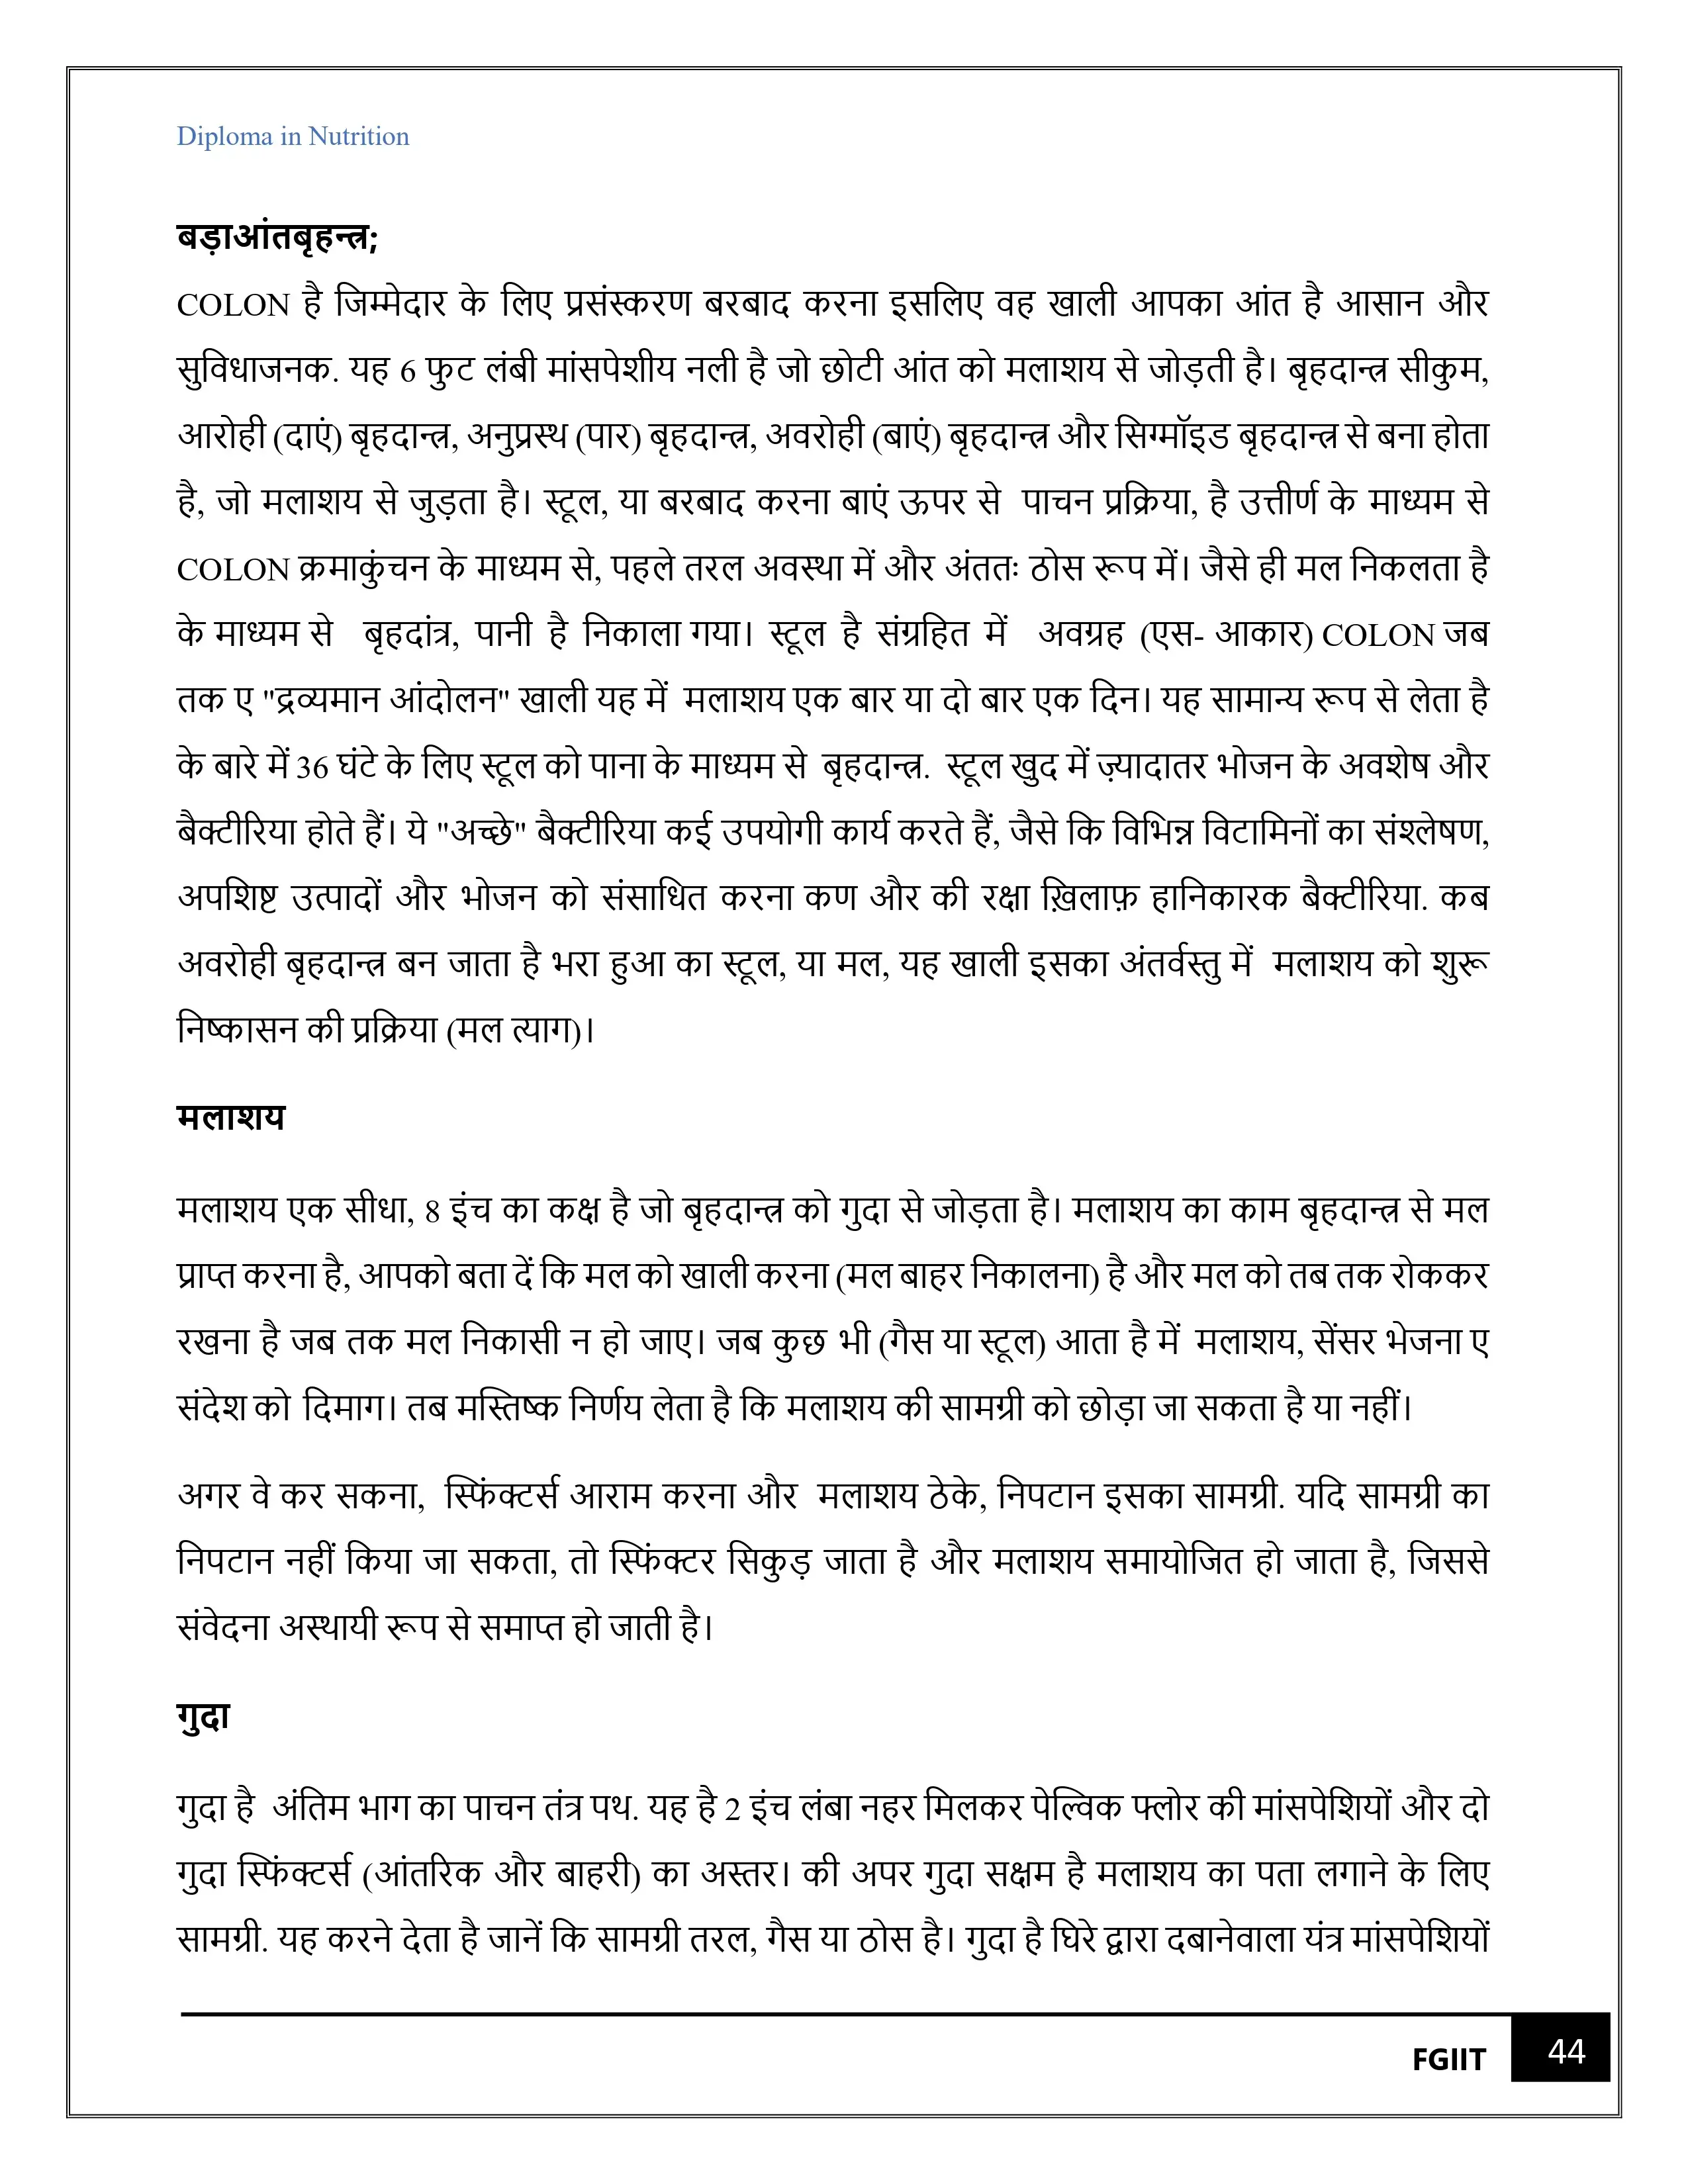 Diploma in Nutrition
बड़ाआंतबृहन्त्र;
COLON है जिम्मेदार के लिए प्रसंस्करण बरबाद करना इसलिए वह खाली आपका आंत है आसान और
सुविधाजनक. यह 6 फुट लंबी मांसपेशीय नली है जो छोटी आंत को मलाशय से जोड़ती है। बृहदान्त्र सीकुम,
आरोही (दाएं) बृहदान्त्र, अनुप्रस्थ (पार) बृहदान्त्र, अवरोही (बाएं) बृहदान्त्र और सिग्मॉइड बृहदान्त्र से बना होता
है, जो मलाशय से जुड़ता है। स्टूल, या बरबाद करना बाएं ऊपर से पाचन प्रक्रिया, है उत्तीर्ण के माध्यम से
COLON क्रमाकुंचन के माध्यम से, पहले तरल अवस्था में और अंततः ठोस रूप में। जैसे ही मल निकलता है
के माध्यम से बृहदांत्र, पानी है निकाला गया। स्टूल है संग्रहित में अवग्रह (एस- आकार) COLON जब
तक ए "द्रव्यमान आंदोलन" खाली यह में मलाशय एक बार या दो बार एक दिन। यह सामान्य रूप से लेता है
के बारे में 36 घंटे के लिए स्टूल को पाना के माध्यम से बृहदान्त्र. स्टूल खुद में ज़्यादातर भोजन के अवशेष और
बैक्टीरिया होते हैं। ये "अच्छे" बैक्टीरिया कई उपयोगी कार्य करते हैं, जैसे कि विभिन्न विटामिनों का संश्लेषण,
अपशिष्ट उत्पादों और भोजन को संसाधित करना कण और की रक्षा ख़िलाफ़ हानिकारक बैक्टीरिया. कब
अवरोही बृहदान्त्र बन जाता है भरा हुआ का स्टूल, या मल, यह खाली इसका अंतर्वस्तु में मलाशय को शुरू
निष्कासन की प्रक्रिया (मल त्याग)।
मलाशय
मलाशय एक सीधा, 8 इंच का कक्ष है जो बृहदान्त्र को गुदा से जोड़ता है। मलाशय का काम बृहदान्त्र से मल
प्राप्त करना है, आपको बता दें कि मल को खाली करना (मल बाहर निकालना) है और मल को तब तक रोककर
रखना है जब तक मल निकासी न हो जाए। जब कुछ भी (गैस या स्टूल) आता है में मलाशय, सेंसर भेजना ए
संदेश को दिमाग। तब मस्तिष्क निर्णय लेता है कि मलाशय की सामग्री को छोड़ा जा सकता है या नहीं।
अगर वे कर सकना, स्फिंक्टर्स आराम करना और मलाशय ठेके, निपटान इसका सामग्री. यदि सामग्री का
निपटान नहीं किया जा सकता, तो स्फिंक्टर सिकुड़ जाता है और मलाशय समायोजित हो जाता है, जिससे
संवेदना अस्थायी रूप से समाप्त हो जाती है।
गुदा
गुदा है अंतिम भाग का पाचन तंत्र पथ. यह है 2 इंच लंबा नहर मिलकर पेल्विक फ्लोर की मांसपेशियों और दो
गुदा स्फिंक्टर्स (आंतरिक और बाहरी) का अस्तर। की अपर गुदा सक्षम है मलाशय का पता लगाने के लिए
सामग्री. यह करने देता है जानें कि सामग्री तरल, गैस या ठोस है। गुदा है घिरे द्वारा दबानेवाला यंत्र मांसपेशियों
FGIIT 44